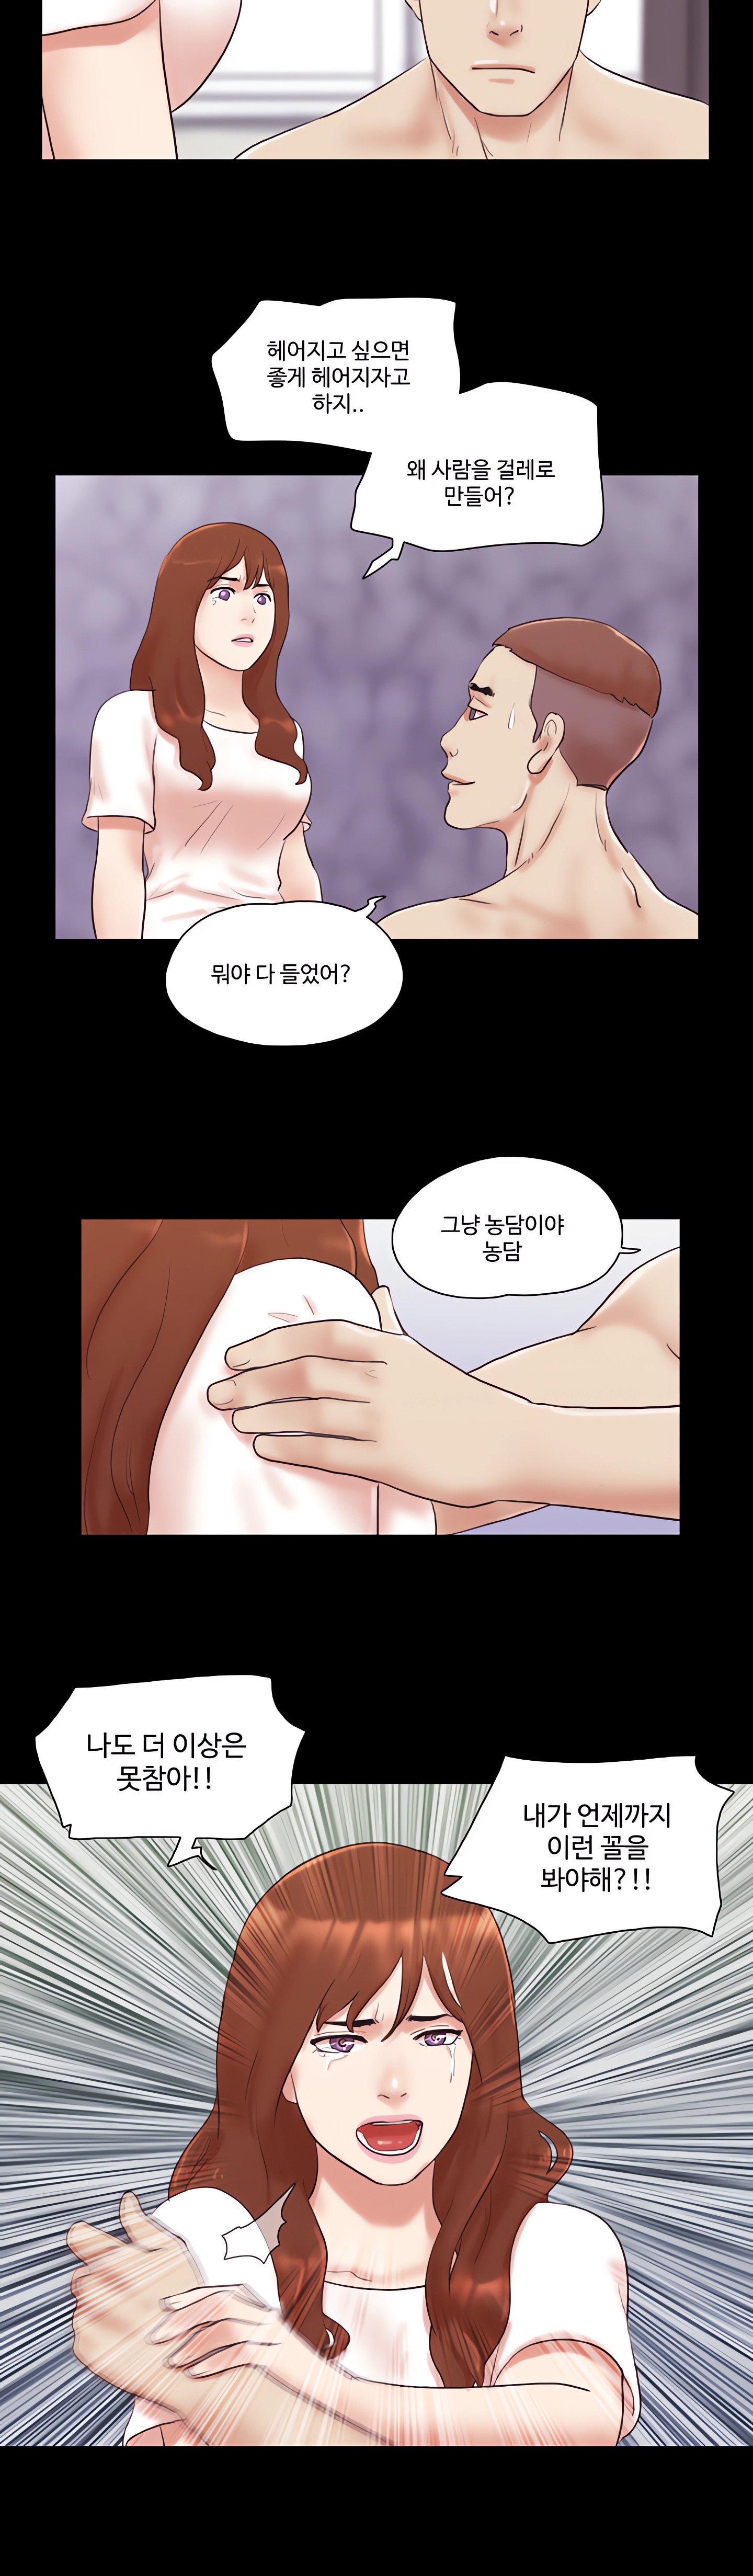 헤어지고 싶으면
좋게 헤어지자고
하지..
왜 사람을 걸레로
만들어?
뭐야 다 들었어?
그냥 농담이야
농담
나도 더 이상은
못참아!!
내가 언제까지
이런 꼴을
봐야해?!!